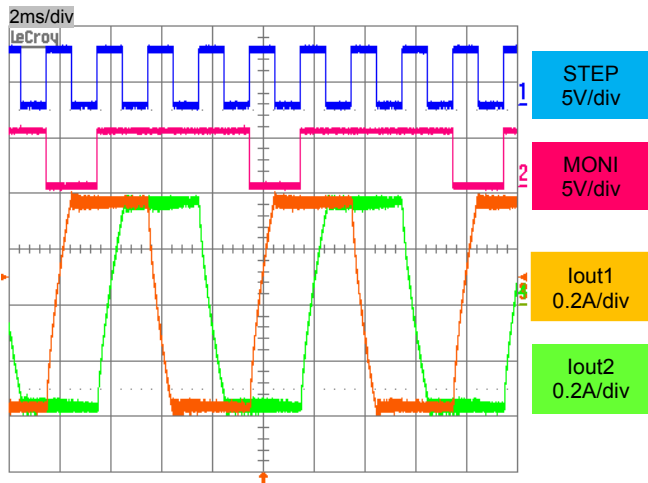 2ms/div
LeCroy
1
STEP
5V/div
2
MONI
5V/div
3
Iout1
0.2A/div
Iout2
0.2A/div